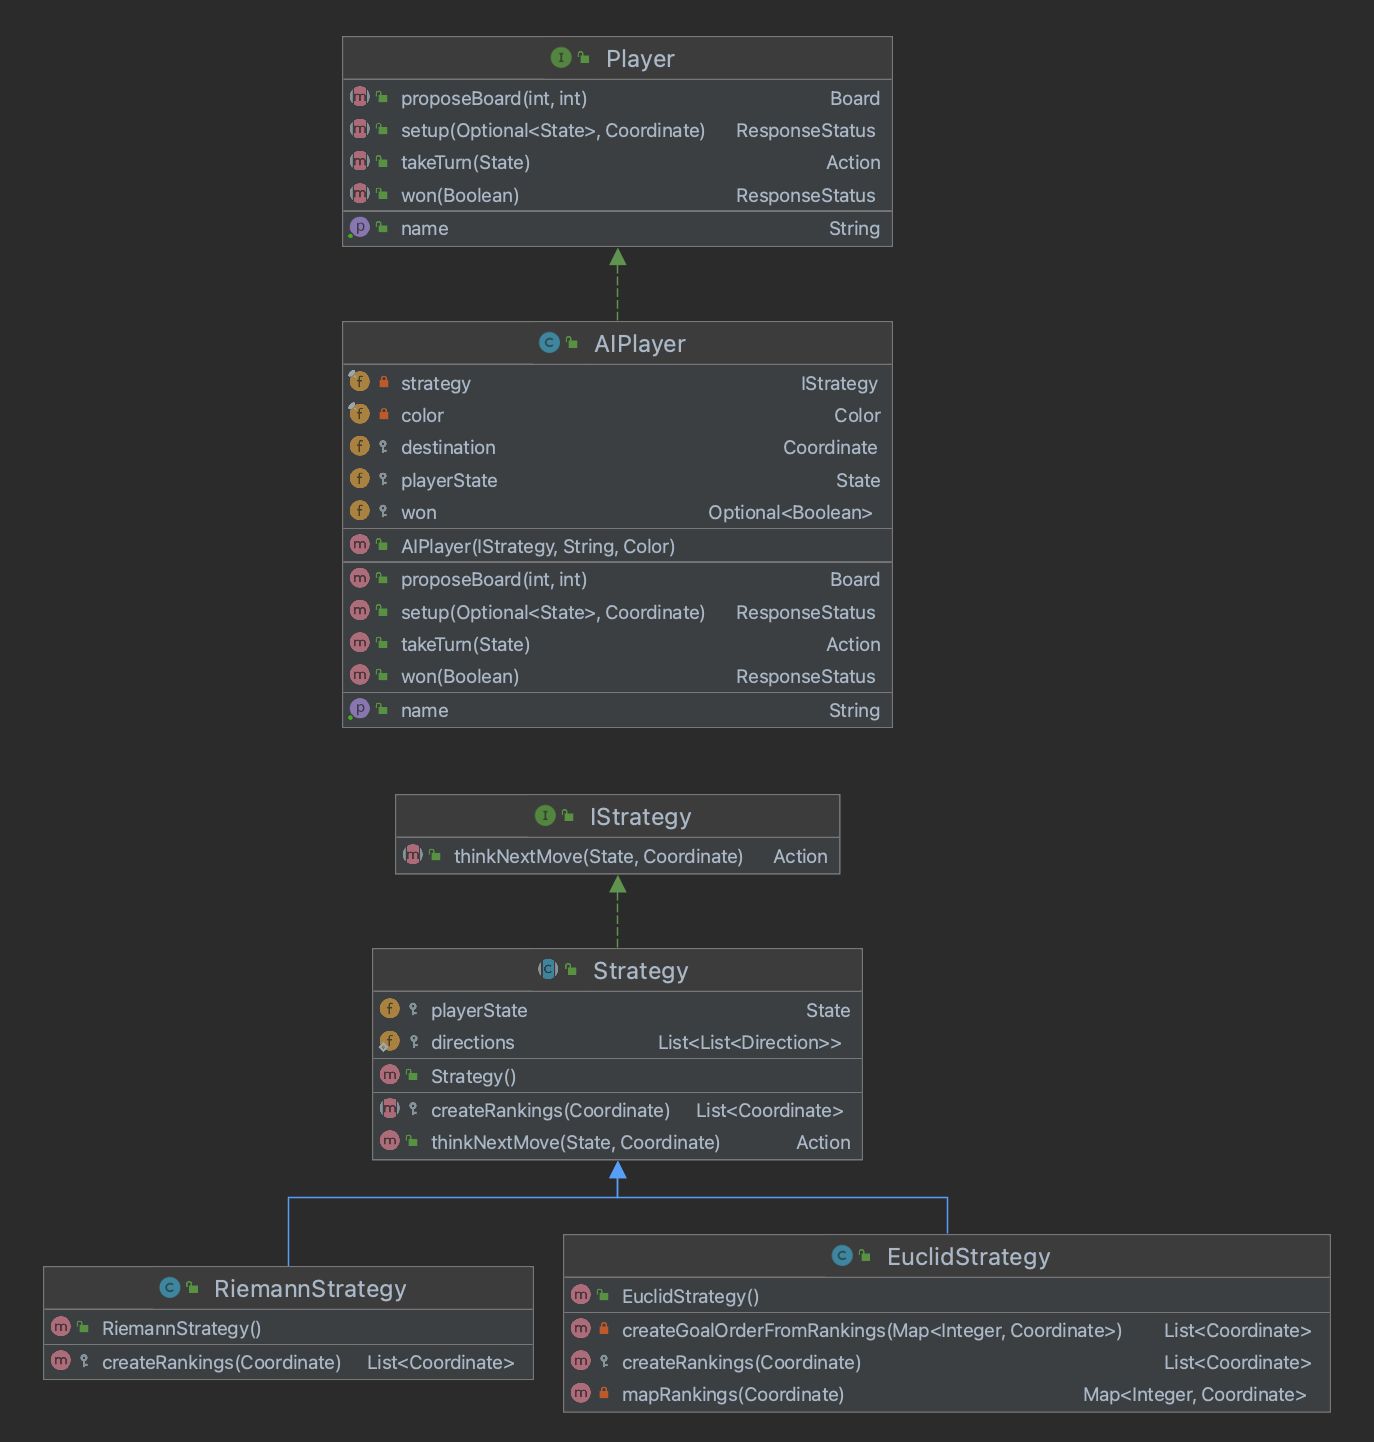 Player
proposeBoard(int, int) Board
setup(Optional<State>, Coordinate) ResponseStatus
takeTurn(State) Action
won(Boolean) ResponseStatus
name String
AIPlayer
strategy IStrategy
color Color
destination Coordinate
playerState State
won Optional<Boolean>
AIPlayer(IStrategy, String, Color)
proposeBoard(int, int) Board
setup(Optional<State>, Coordinate) ResponseStatus
takeTurn(State) Action
won(Boolean) ResponseStatus
name String
IStrategy
thinkNextMove(State, Coordinate) Action
Strategy
playerState State
directions List<List<Direction>>
Strategy()
createRankings(Coordinate) List<Coordinate>
thinkNextMove(State, Coordinate) Action
RiemannStrategy
RiemannStrategy()
createRankings(Coordinate) List<Coordinate>
EuclidStrategy
EuclidStrategy()
createGoalOrderFromRankings(Map<Integer, Coordinate>) List<Coordinate>
createRankings(Coordinate) List<Coordinate>
mapRankings(Coordinate) Map<Integer, Coordinate>